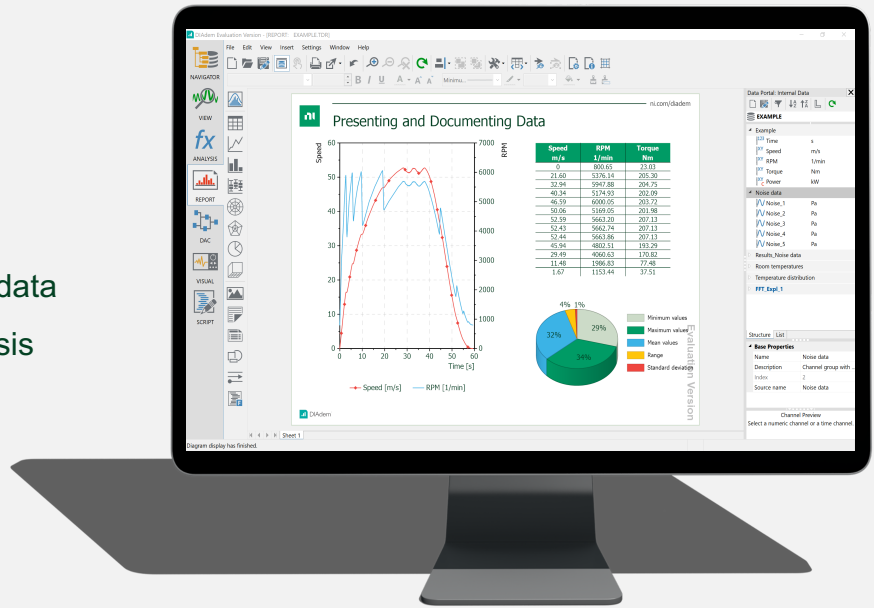 data
sis
DIAdem Evaluation Version - [REPORT: EXAMPLE.TDR]
File Edit View Insert Settings Window Help
B I U A A A Minimu...
NAVIGATOR
VIEW
fx
ANALYSIS
REPORT
DAC
VISUAL
SCRIPT
ni.com/diadem
Presenting and Documenting Data
Speed
RPM
60
50
40
30
20
10
0
7000
6000
5000
4000
3000
2000
1000
0
0 10 20 30 40 50 60
Time [s]
Speed [m/s] RPM [1/min]
Speed RPM Torque
m/s 1/min Nm
0 800.65 23.03
21.60 5376.14 205.30
32.94 5947.88 204.75
40.34 5174.93 202.09
46.59 6000.05 203.72
50.06 5169.05 201.98
52.59 5663.20 207.13
52.43 5662.74 207.13
52.44 5663.86 207.13
45.94 4802.51 193.29
29.49 4060.63 170.82
11.48 1986.83 77.48
1.67 1153.44 37.51
4% 1%
29%
32%
34%
Minimum values
Maximum values
Mean values
Range
Standard deviation
Evaluation Version
DIAdem
Sheet 1
Diagram display has finished.
Data Portal: Internal Data
EXAMPLE
Example
Time s
Speed m/s
RPM 1/min
Torque Nm
Power kW
Noise data
Noise_1 Pa
Noise_2 Pa
Noise_3 Pa
Noise_4 Pa
Noise_5 Pa
Results_Noise data
Room temperatures
Temperature distribution
FFT_Expl_1
Structure List
Base Properties
Name Noise data
Description Channel group with ...
Index 2
Source name Noise data
Channel Preview
Select a numeric channel or a time channel.